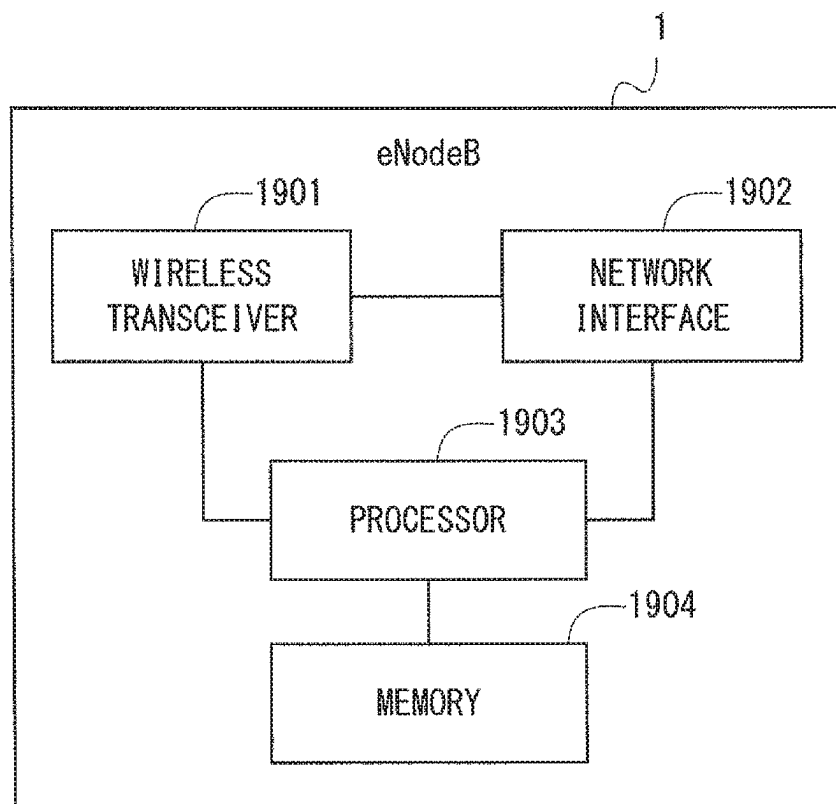 1
eNodeB
1901
1902
WIRELESS
TRANSCEIVER
NETWORK
INTERFACE
1903
PROCESSOR
1904
MEMORY